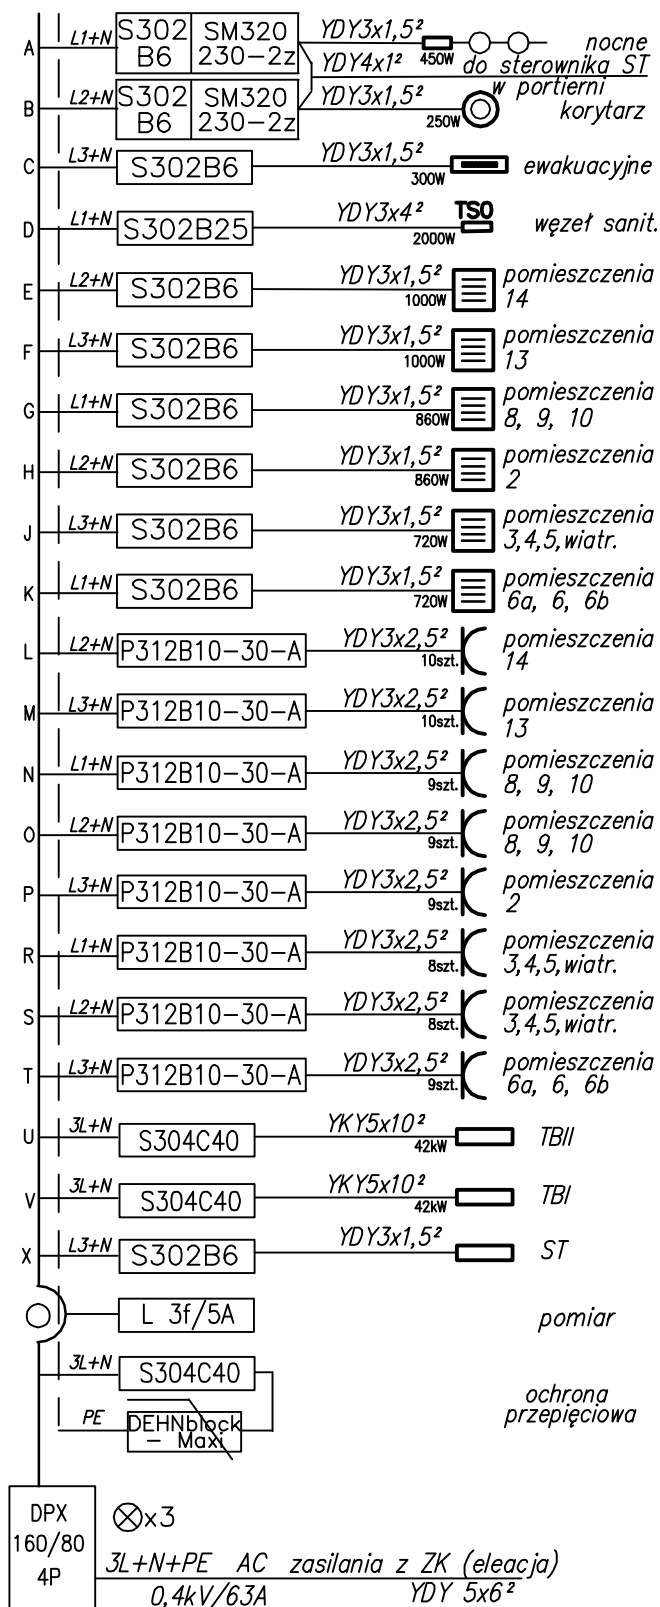 A L1+N S302 B6 SM320 230-2z YDY3x1,5² 450W nocne
YDY4x1² do sterownika ST w portierni
B L2+N S302 B6 SM320 230-2z YDY3x1,5² 250W korytarz
C L3+N S302B6 YDY3x1,5² 300W ewakuacyjne
D L1+N S302B25 YDY3x4² 2000W TSO węzeł sanit.
E L2+N S302B6 YDY3x1,5² 1000W pomieszczenia 14
F L3+N S302B6 YDY3x1,5² 1000W pomieszczenia 13
G L1+N S302B6 YDY3x1,5² 860W pomieszczenia 8, 9, 10
H L2+N S302B6 YDY3x1,5² 860W pomieszczenia 2
J L3+N S302B6 YDY3x1,5² 720W pomieszczenia 3,4,5,wiatr.
K L1+N S302B6 YDY3x1,5² 720W pomieszczenia 6a, 6, 6b
L L2+N P312B10-30-A YDY3x2,5² 10szt. pomieszczenia 14
M L3+N P312B10-30-A YDY3x2,5² 10szt. pomieszczenia 13
N L1+N P312B10-30-A YDY3x2,5² 9szt. pomieszczenia 8, 9, 10
O L2+N P312B10-30-A YDY3x2,5² 9szt. pomieszczenia 8, 9, 10
P L3+N P312B10-30-A YDY3x2,5² 9szt. pomieszczenia 2
R L1+N P312B10-30-A YDY3x2,5² 8szt. pomieszczenia 3,4,5,wiatr.
S L2+N P312B10-30-A YDY3x2,5² 8szt. pomieszczenia 3,4,5,wiatr.
T L3+N P312B10-30-A YDY3x2,5² 9szt. pomieszczenia 6a, 6, 6b
U 3L+N S304C40 YKY5x10² 42kW TBII
V 3L+N S304C40 YKY5x10² 42kW TBI
X L3+N S302B6 YDY3x1,5² ST
L 3f/5A pomiar
3L+N S304C40
ochrona przepięciowa
PE DEHNblock - Maxi
DPX 160/80 4P
x3
3L+N+PE AC zasilania z ZK (eleacja)
0,4kV/63A YDY 5x6²